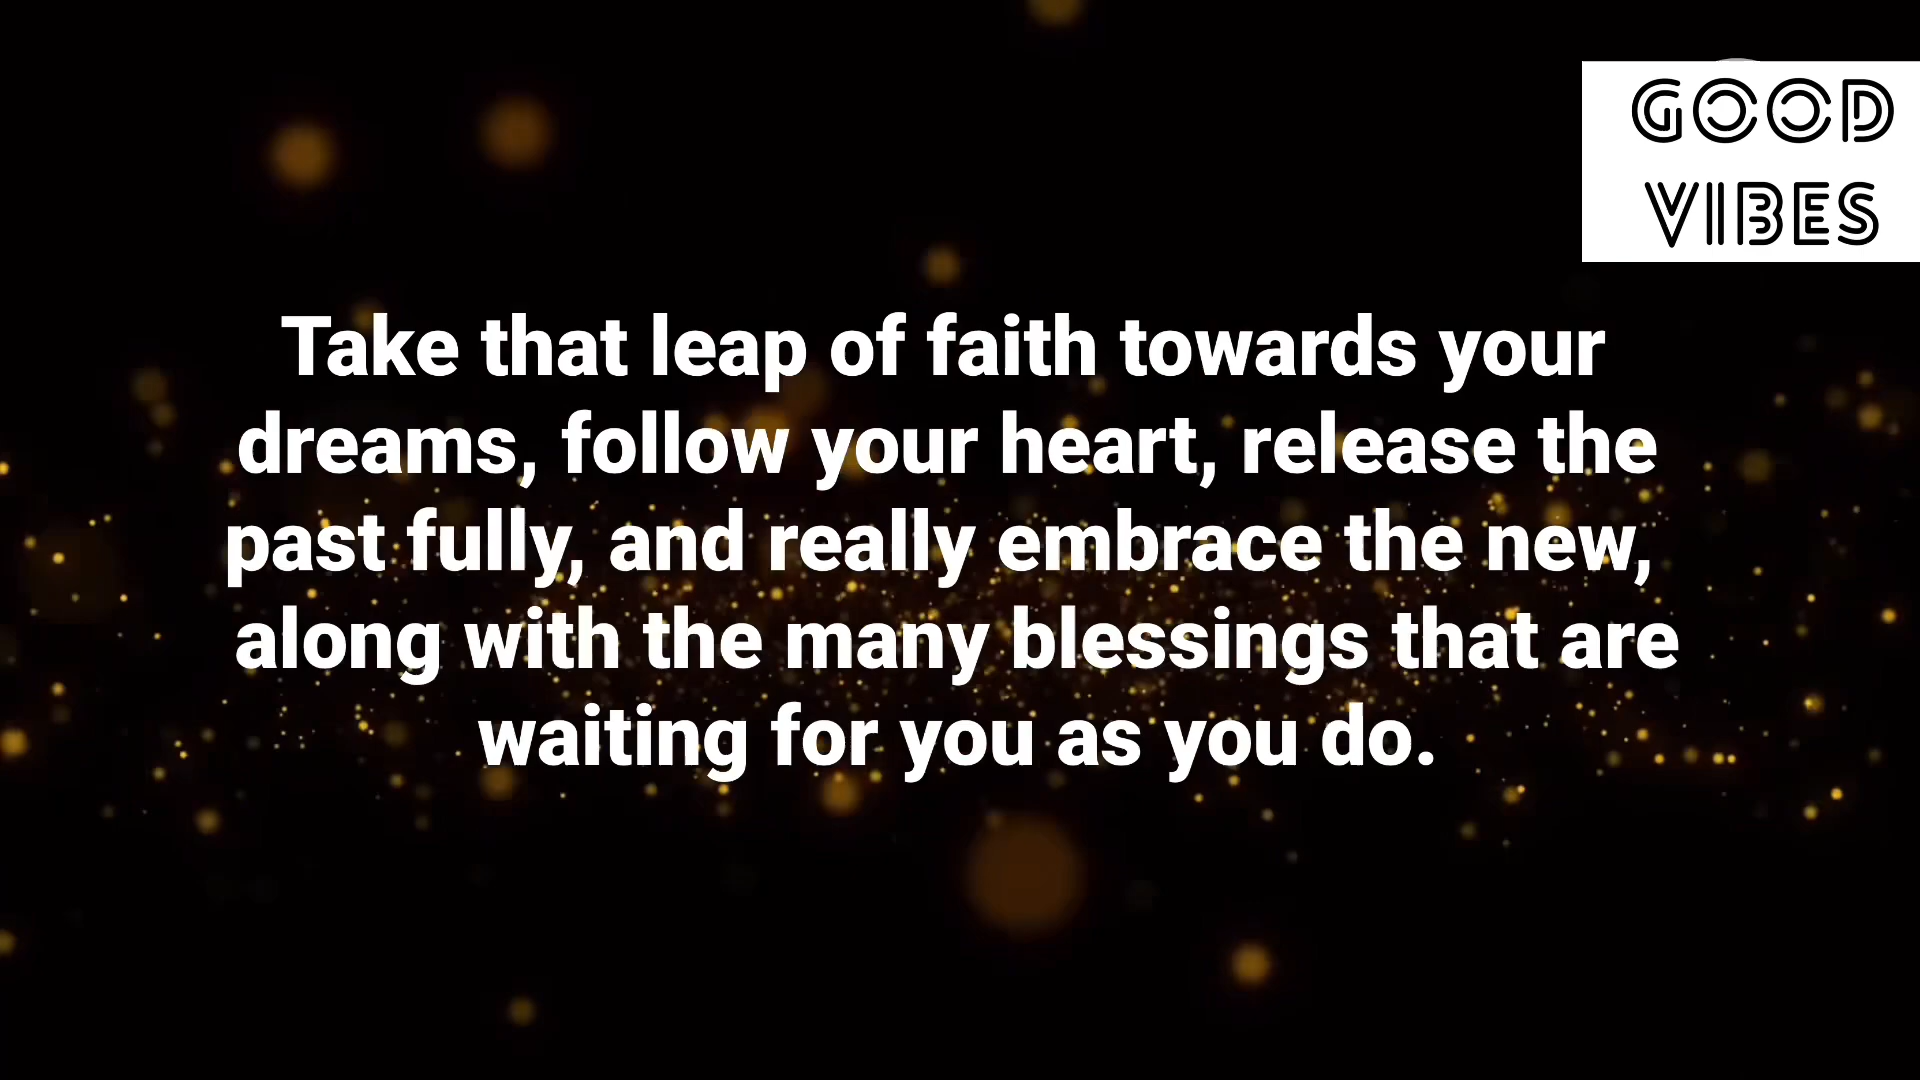 GOOD
VIBES
Take that leap of faith towards your
dreams, follow your heart, release the
past fully, and really embrace the new,
along with the many blessings that are
waiting for you as you do.